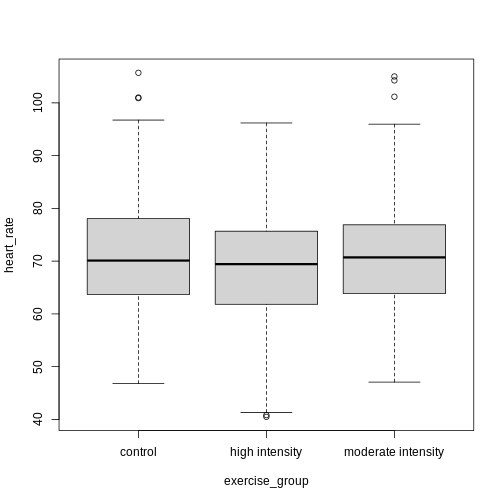 100
90
80
70
60
50
40
heart_rate
control high intensity moderate intensity
exercise_group